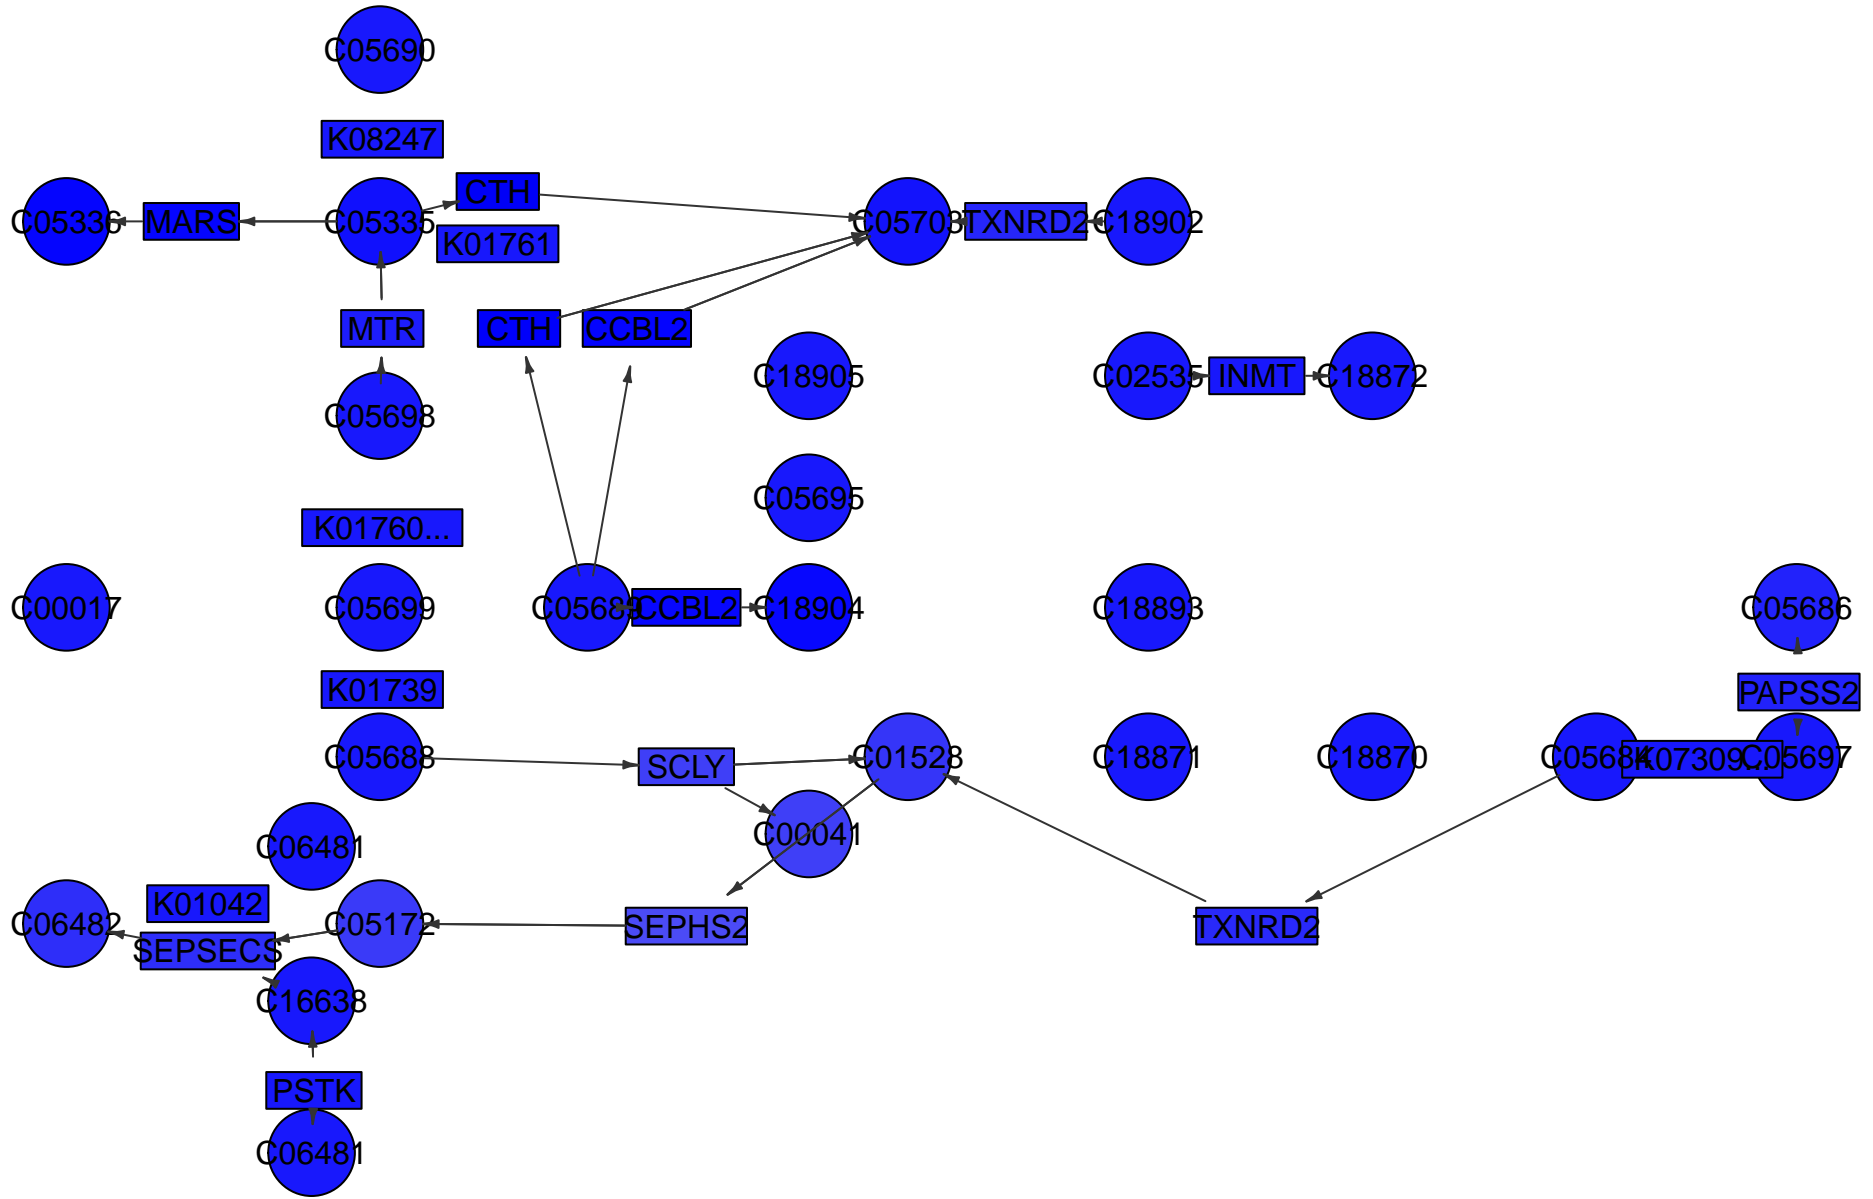 C05690
K08247
CTH
C05336
MARS
C05335
C05703
TXNRD2
C18902
K01761
MTR
CTH
CCBL2
C18905
C02535
INMT
C18872
C05698
C05695
K01760...
C00017
C05699
C05689
CCBL2
C18904
C18893
C05686
K01739
PAPSS2
C05688
SCLY
C01528
C18871
C18870
C05684
K07309...
C05697
C00041
C06481
K01042
C06482
C05172
SEPHS2
TXNRD2
SEPSECS
C16638
PSTK
C06481